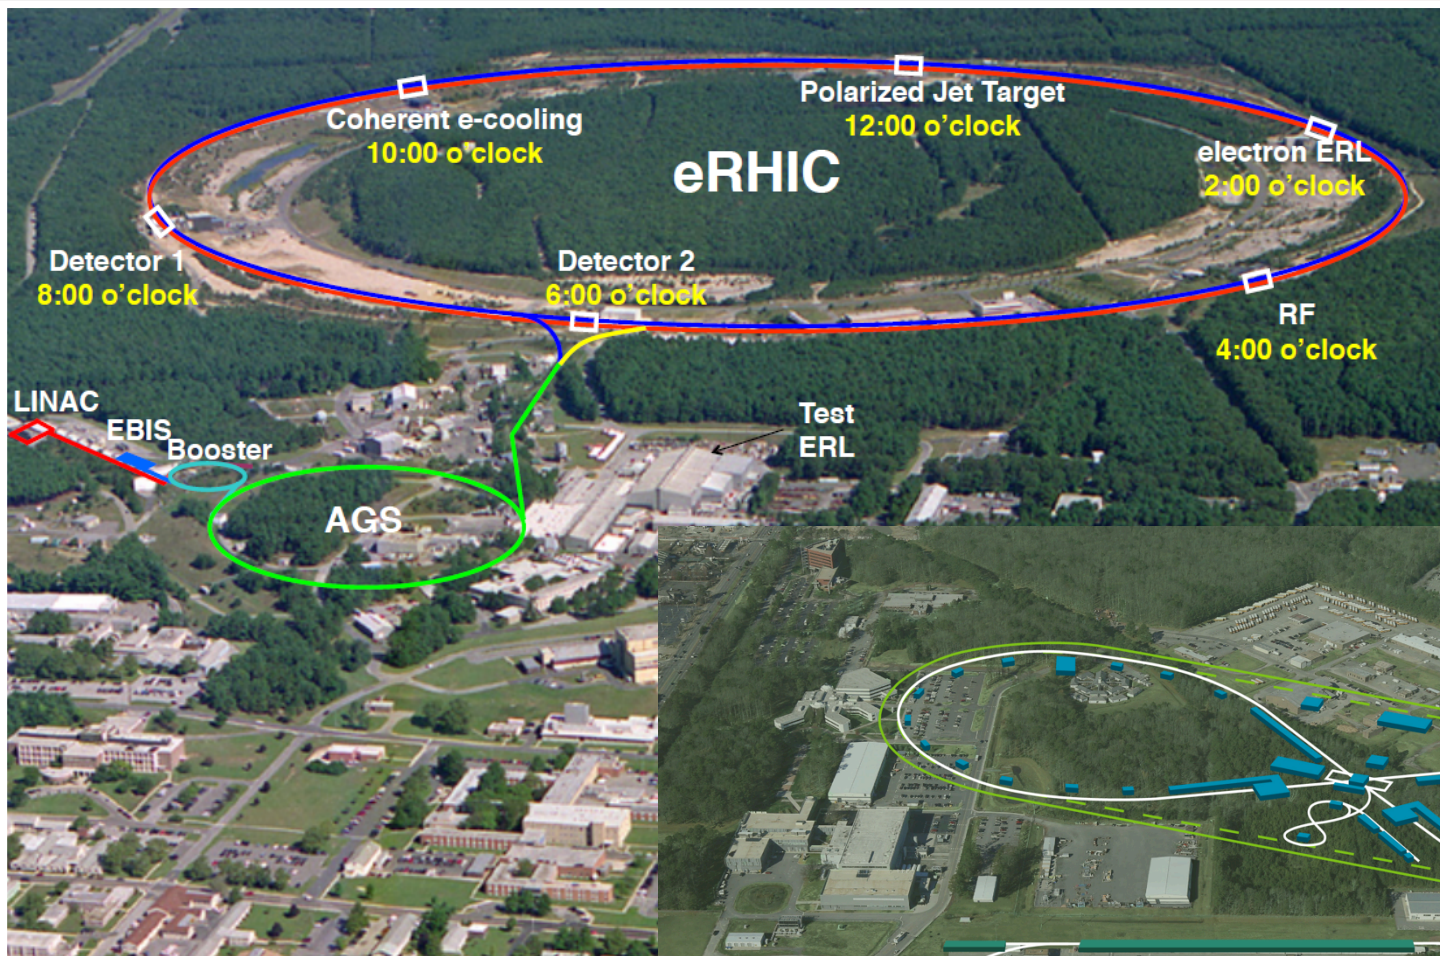 Polarized Jet Target
12:00 o'clock
Coherent e-cooling
10:00 o'clock
eRHIC
electron ERL
2:00 o'clock
Detector 1
8:00 o'clock
Detector 2
6:00 o'clock
RF
4:00 o'clock
LINAC
EBIS
Booster
Test
ERL
AGS